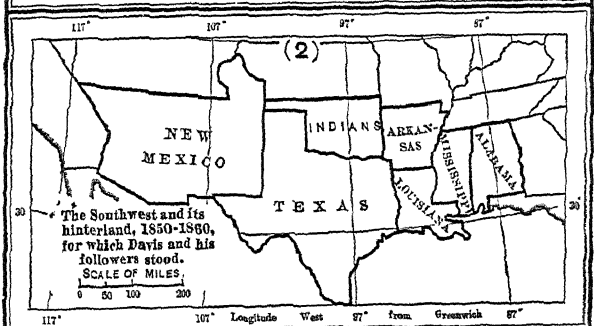 117° 107° 97° 87°
(2)
NEW
MEXICO
INDIANS
ARKAN-
SAS
MISSISSIPPI
ALABAMA
LOUISIANA
TEXAS
30 30°
The Southwest and its
hinterland, 1850-1860,
for which Davis and his
followers stood.
SCALE OF MILES
0 50 100 200
117° 107° Longitude West 97° from Greenwich 87°